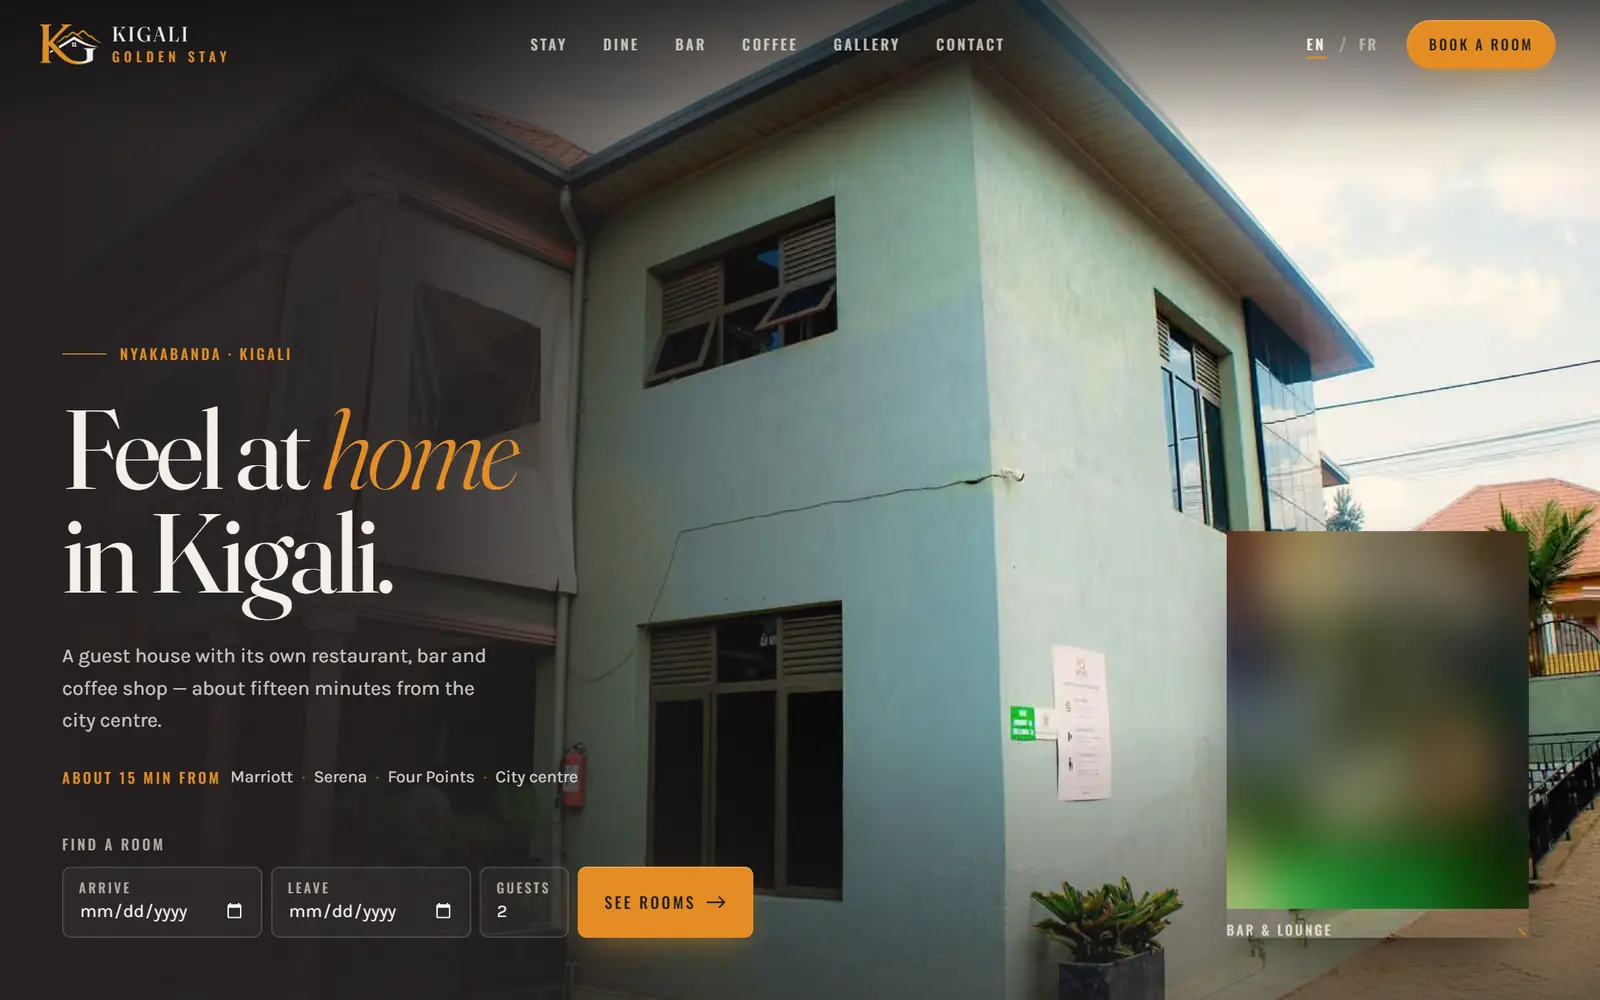 KIGALI
GOLDEN STAY
STAY
DINE
BAR
COFFEE
GALLERY
CONTACT
EN / FR
BOOK A ROOM
NYAKABANDA · KIGALI
Feel at home
in Kigali.
A guest house with its own restaurant, bar and
coffee shop — about fifteen minutes from the
city centre.
ABOUT 15 MIN FROM Marriott · Serena · Four Points · City centre
FIND A ROOM
ARRIVE
mm/dd/yyyy
LEAVE
mm/dd/yyyy
GUESTS
2
SEE ROOMS →
BAR & LOUNGE